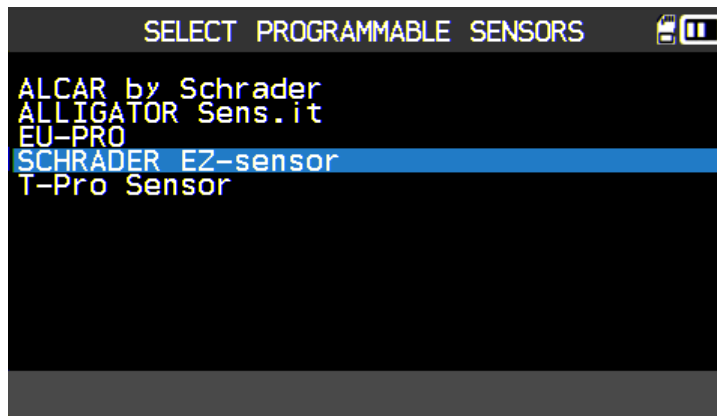 SELECT PROGRAMMABLE SENSORS
ALCAR by Schrader
ALLIGATOR Sens.it
EU-PRO
SCHRADER EZ-sensor
T-Pro Sensor